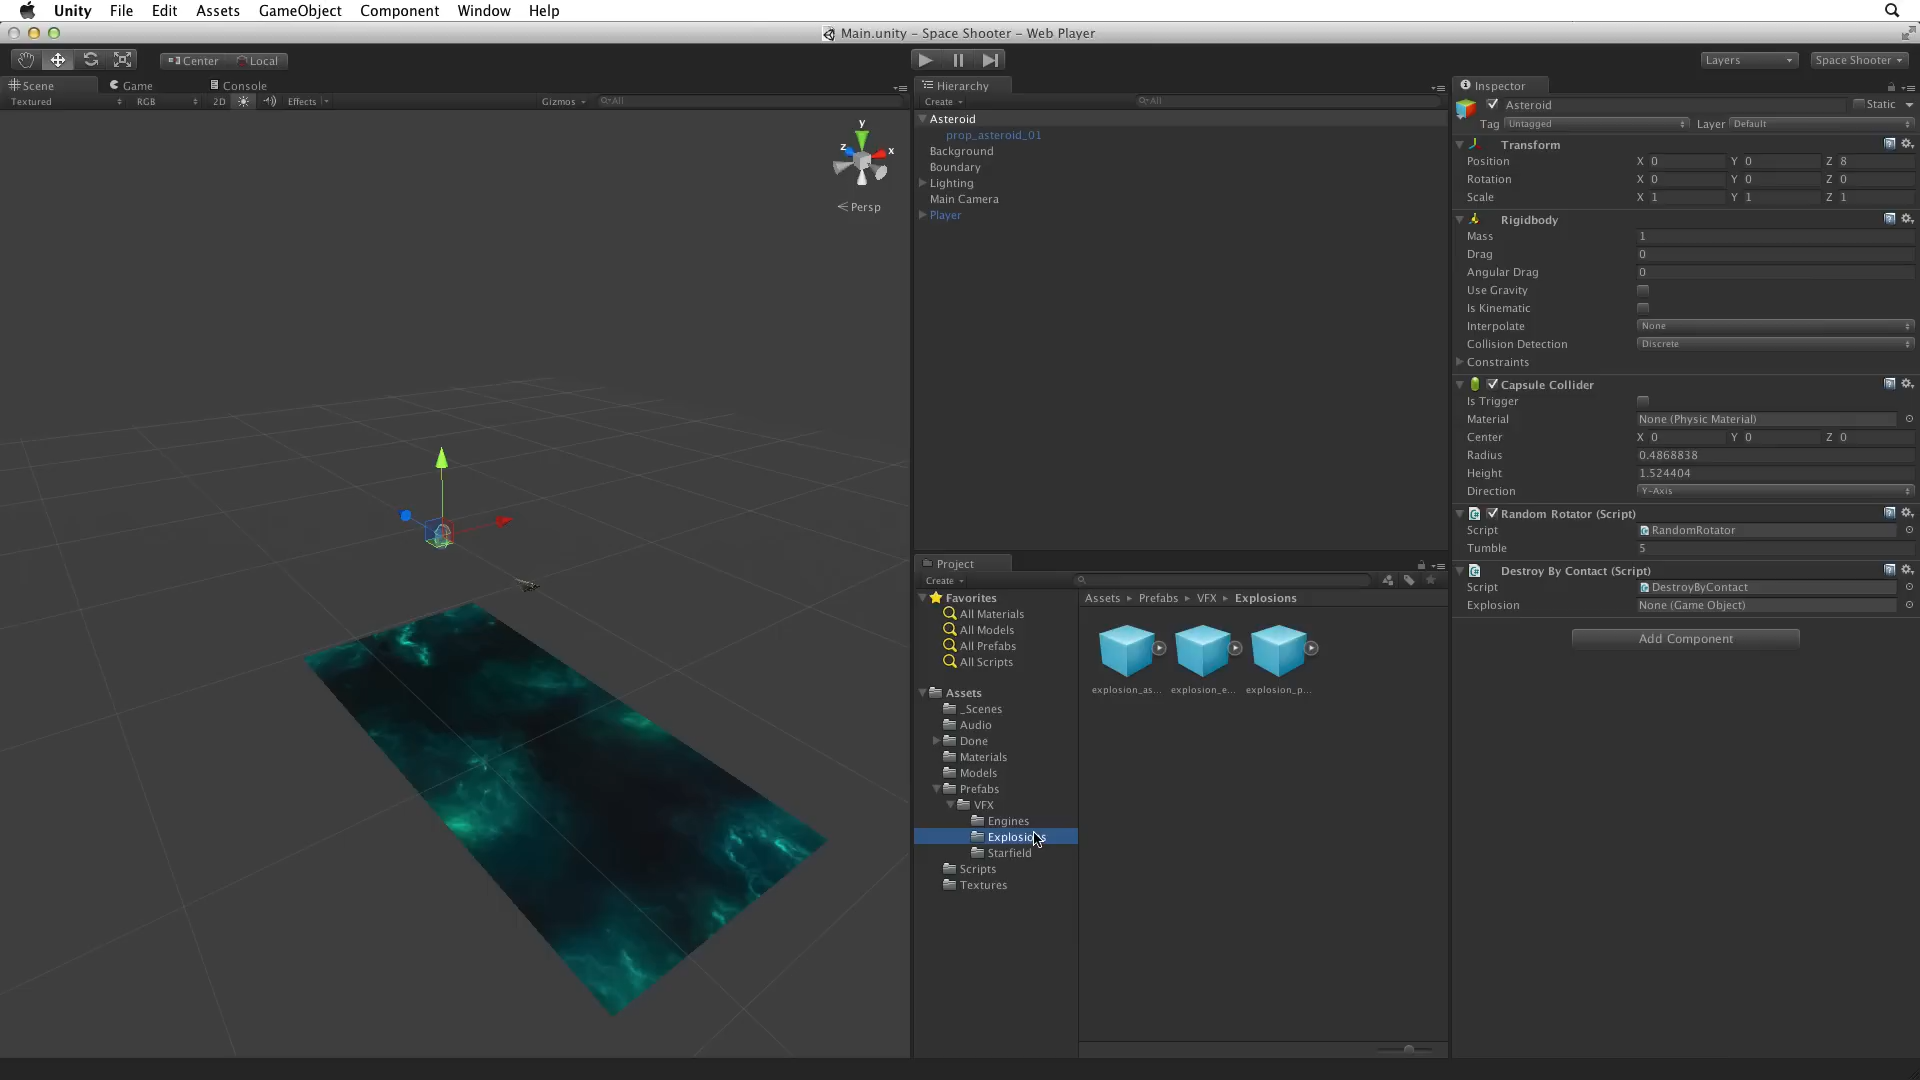 Unity File Edit Assets GameObject Component Window Help
Main.unity – Space Shooter – Web Player
Center Local
Layers Space Shooter
Scene Game Console
Textured RGB 2D Effects Gizmos All
y
z x
Persp
Hierarchy
Create All
Asteroid
prop_asteroid_01
Background
Boundary
Lighting
Main Camera
Player
Project
Create
Favorites
All Materials
All Models
All Prefabs
All Scripts
Assets
_Scenes
Audio
Done
Materials
Models
Prefabs
VFX
Engines
Explosions
Starfield
Scripts
Textures
Assets Prefabs VFX Explosions
explosion_as... explosion_e... explosion_p...
Inspector
Asteroid Static
Tag Untagged Layer Default
Transform
Position X 0 Y 0 Z 8
Rotation X 0 Y 0 Z 0
Scale X 1 Y 1 Z 1
Rigidbody
Mass 1
Drag 0
Angular Drag 0
Use Gravity
Is Kinematic
Interpolate None
Collision Detection Discrete
Constraints
Capsule Collider
Is Trigger
Material None (Physic Material)
Center X 0 Y 0 Z 0
Radius 0.4868838
Height 1.524404
Direction Y-Axis
Random Rotator (Script)
Script RandomRotator
Tumble 5
Destroy By Contact (Script)
Script DestroyByContact
Explosion None (Game Object)
Add Component